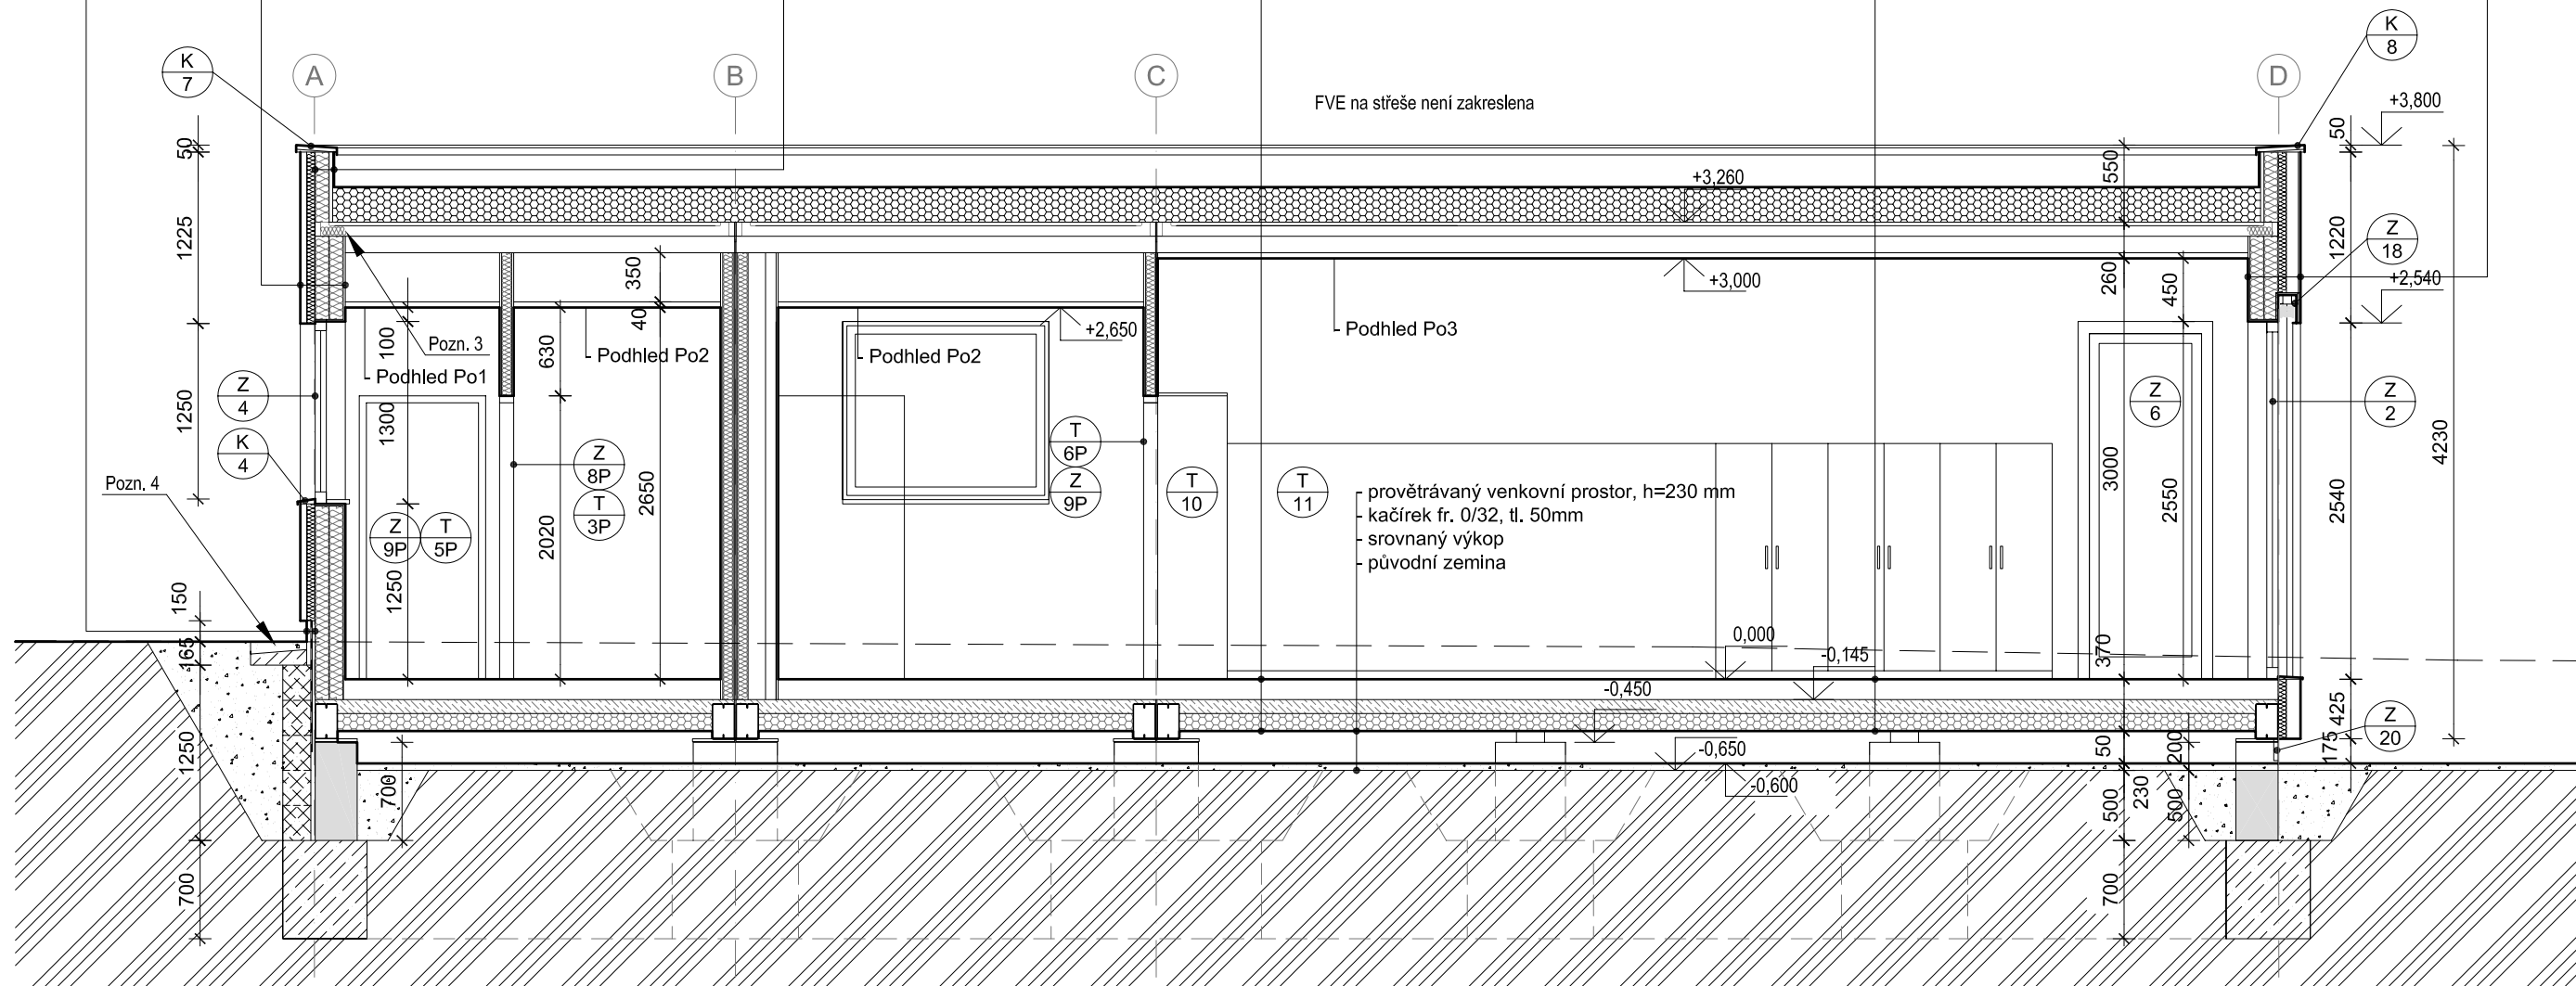 K
7
A
B
C
D
K
8
FVE na střeše není zakreslena
+3,800
50
50
550
+3,260
1225
1220
Z
18
350
+3,000
260
450
+2,540
40
100
Pozn. 3
630
+2,650
- Podhled Po1
- Podhled Po2
- Podhled Po2
- Podhled Po3
Z
4
1250
K
4
1300
Z
8P
T
3P
T
6P
Z
9P
T
10
T
11
Z
6
Z
2
4230
Pozn. 4
Z
9P
T
5P
2020
2650
3000
2550
2540
- provětrávaný venkovní prostor, h=230 mm
- kačírek fr. 0/32, tl. 50mm
- srovnaný výkop
- původní zemina
1250
150
165
0,000
-0,145
370
-0,450
425
Z
20
1250
700
-0,650
-0,600
50
200
175
230
500
500
700
700